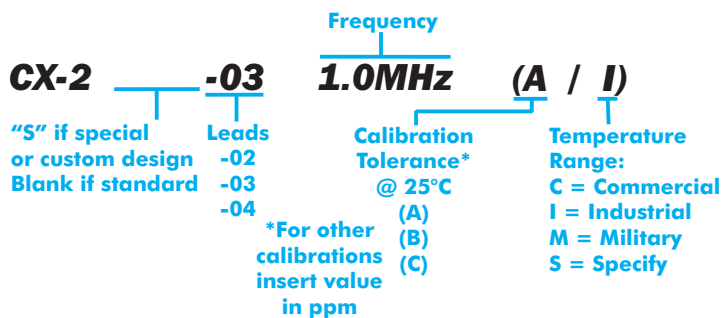 Frequency
CX-2 -03 1.0MHz (A / I)
"S" if special
or custom design
Blank if standard
Leads
-02
-03
-04
Calibration
Tolerance*
@ 25°C
(A)
(B)
(C)
*For other
calibrations
insert value
in ppm
Temperature
Range:
C = Commercial
I = Industrial
M = Military
S = Specify